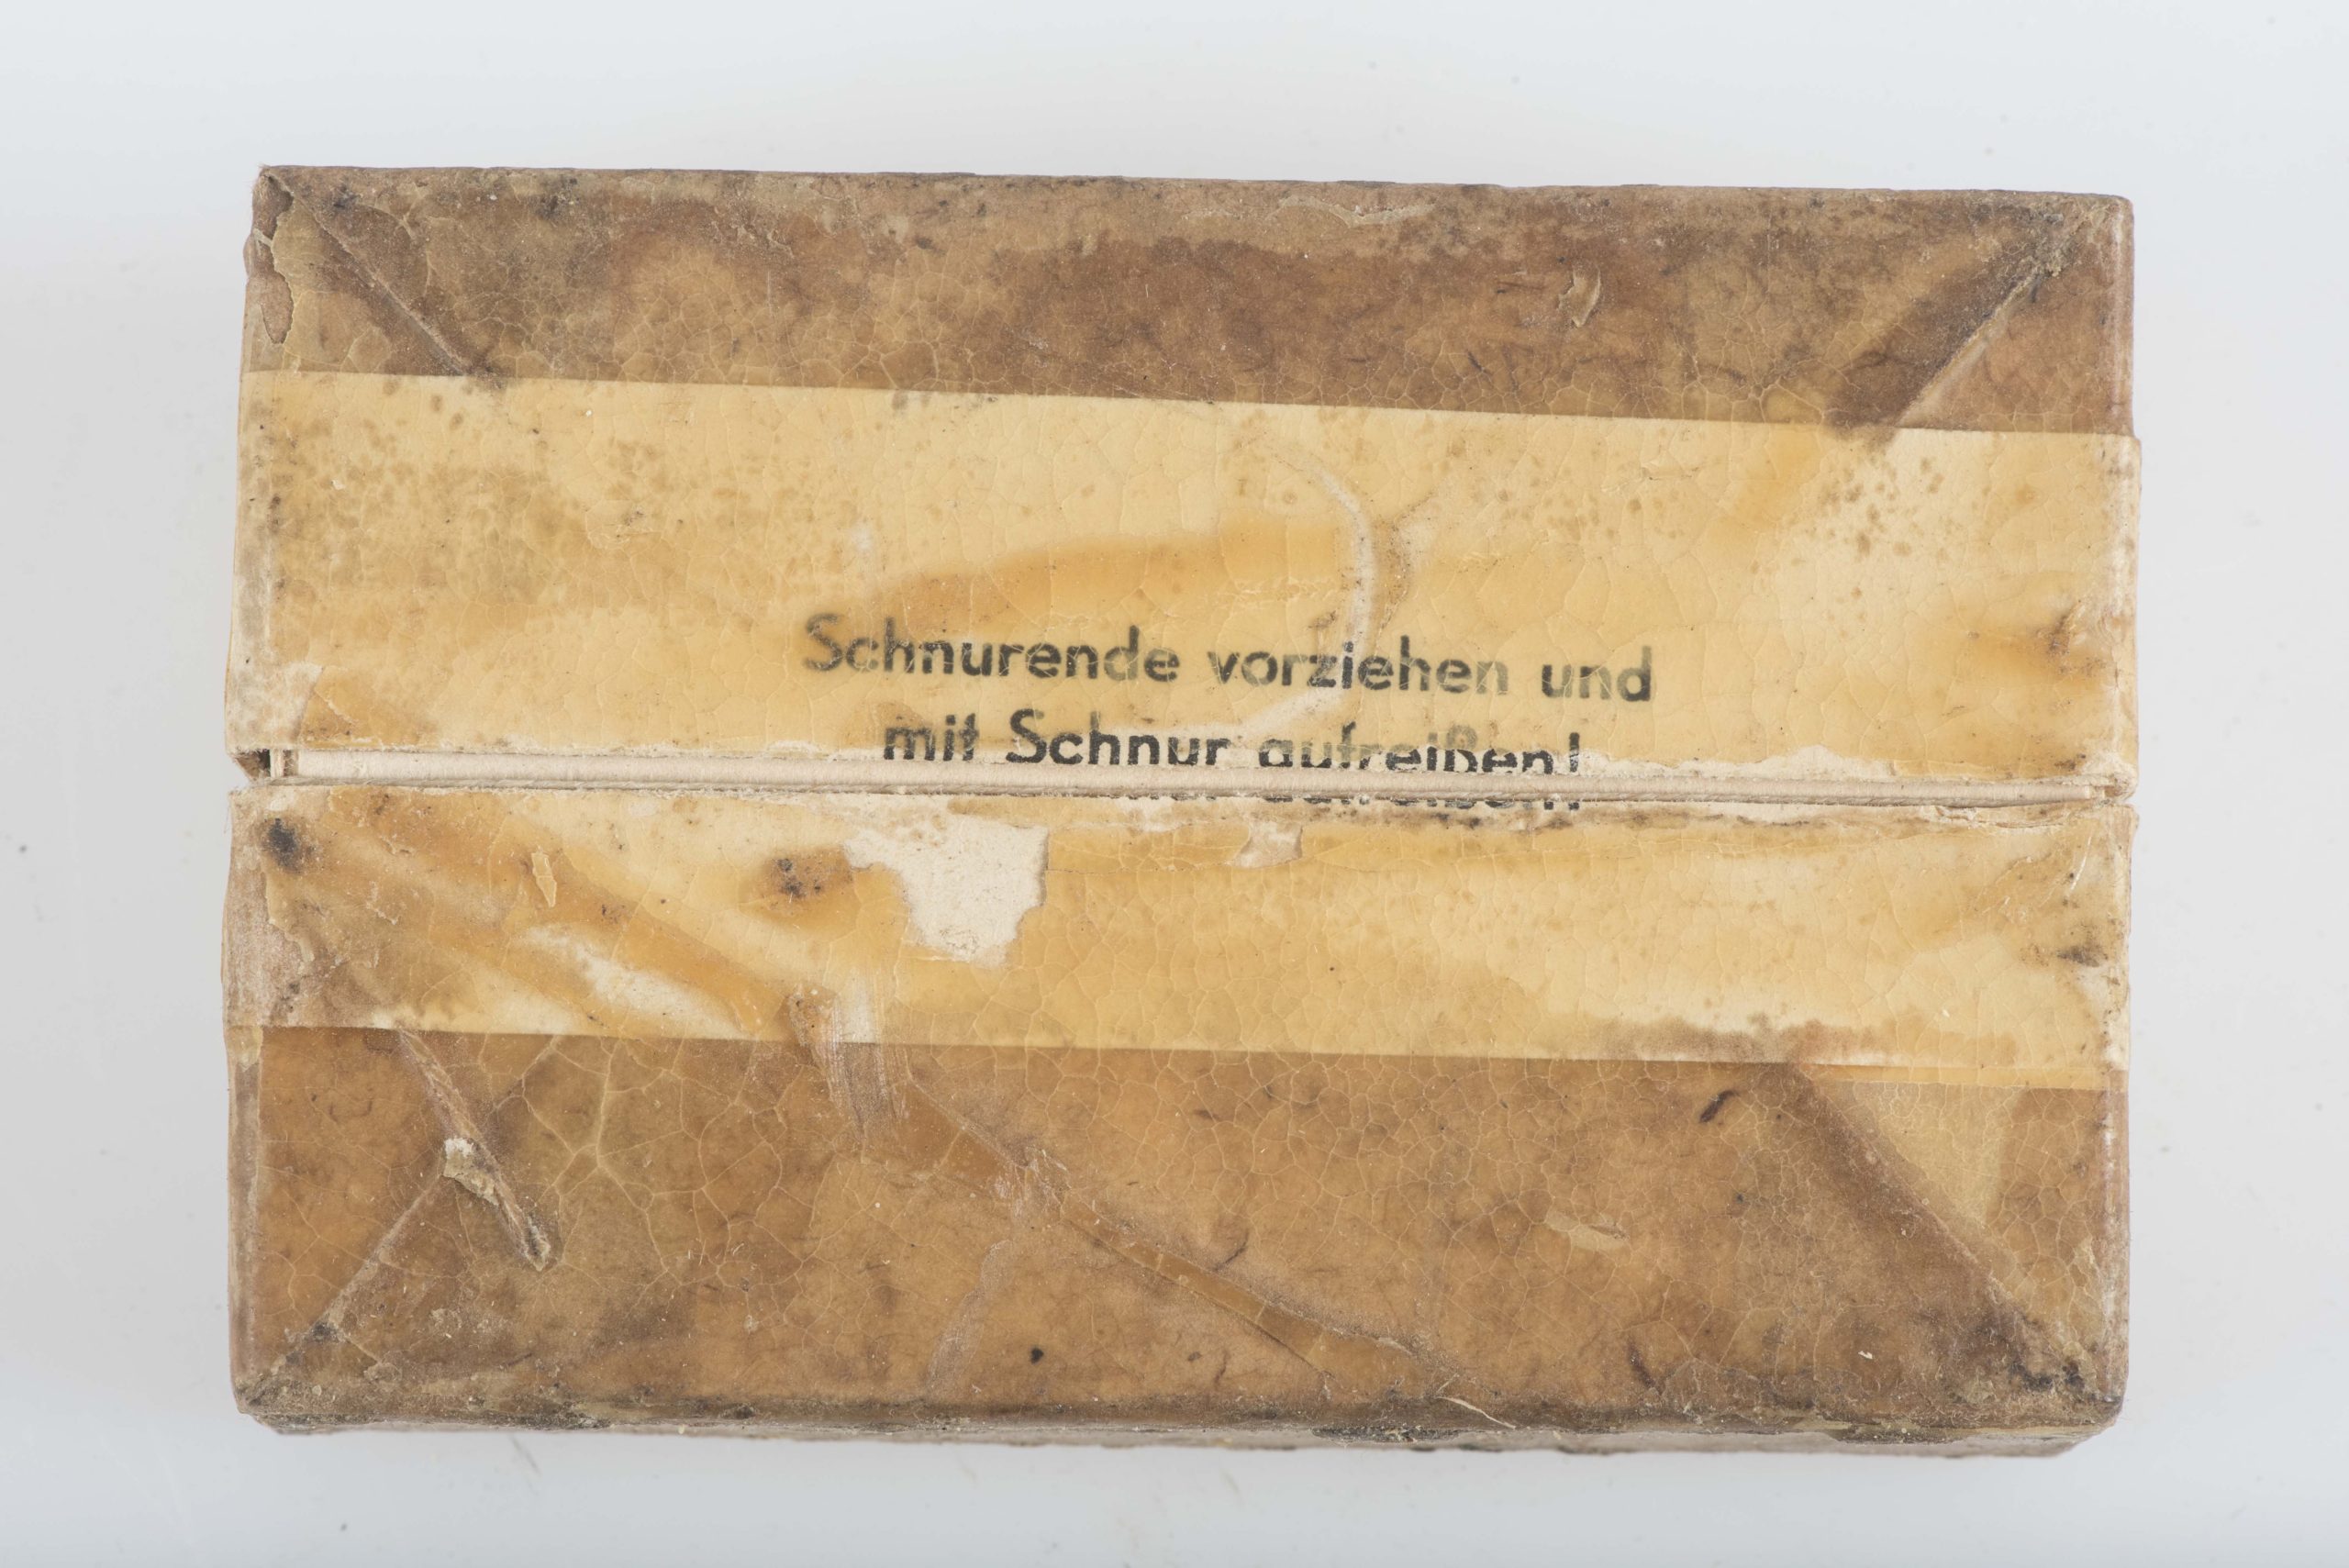 Schnurende vorziehen und
mit Schnur aufreißen!